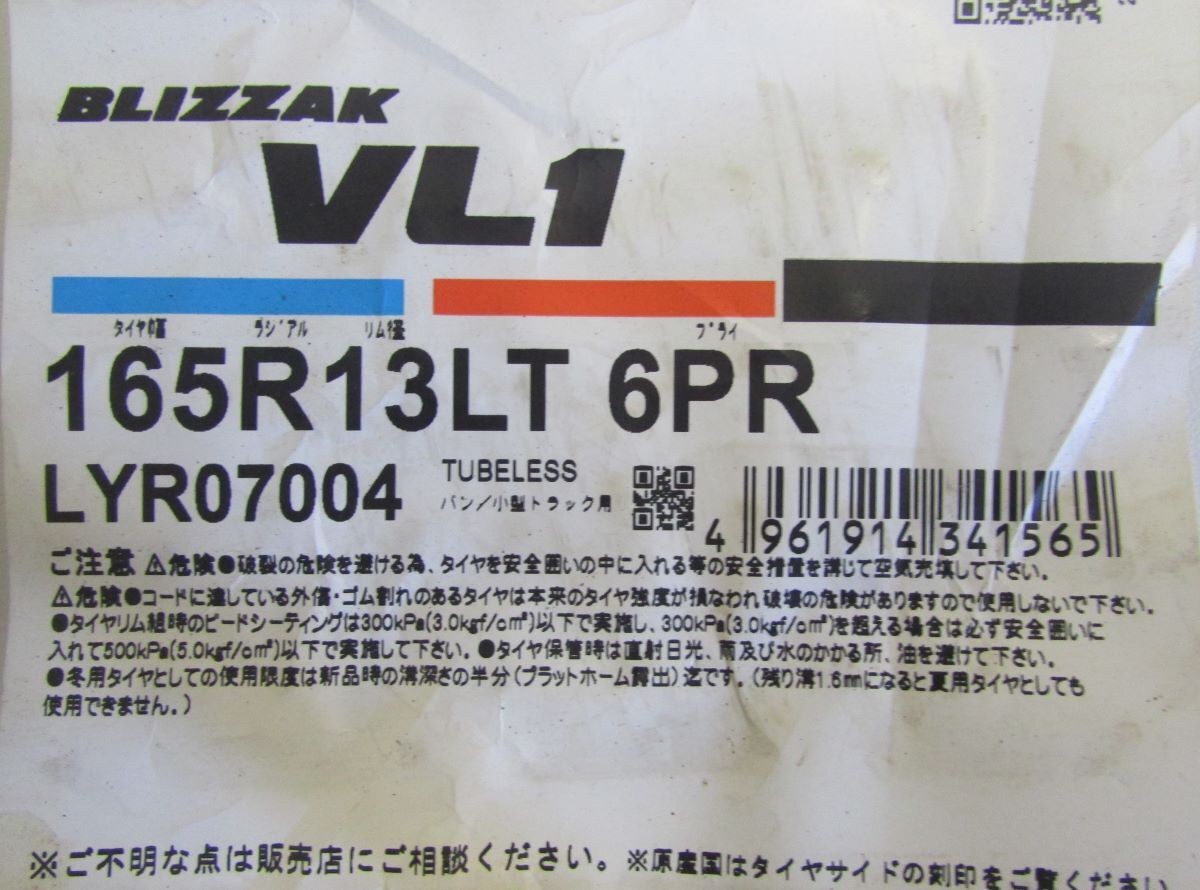 BLIZZAK
VL1
タイヤ巾 ラジアル リム径 プライ
165R13LT 6PR
LYR07004 TUBELESS
バン/小型トラック用
4 961914 341565
ご注意 ⚠危険●破裂の危険を避ける為、タイヤを安全囲いの中に入れる等の安全措置を講じて空気充填して下さい。
⚠危険●コードに達している外傷・ゴム割れのあるタイヤは本来のタイヤ強度が損なわれ破壊の危険がありますので使用しないで下さい。
●タイヤリム組時のビードシーティングは300kPa(3.0kgf/c㎡)以下で実施し、300kPa(3.0kgf/c㎡)を超える場合は必ず安全囲いに
入れて500kPa(5.0kgf/c㎡)以下で実施して下さい。●タイヤ保管時は直射日光、雨及び水のかかる所、油を避けて下さい。
●冬用タイヤとしての使用限度は新品時の溝深さの半分(プラットホーム露出)迄です。(残り溝1.6㎜になると夏用タイヤとしても
使用できません。)
※ご不明な点は販売店にご相談ください。※原産国はタイヤサイドの刻印をご覧ください